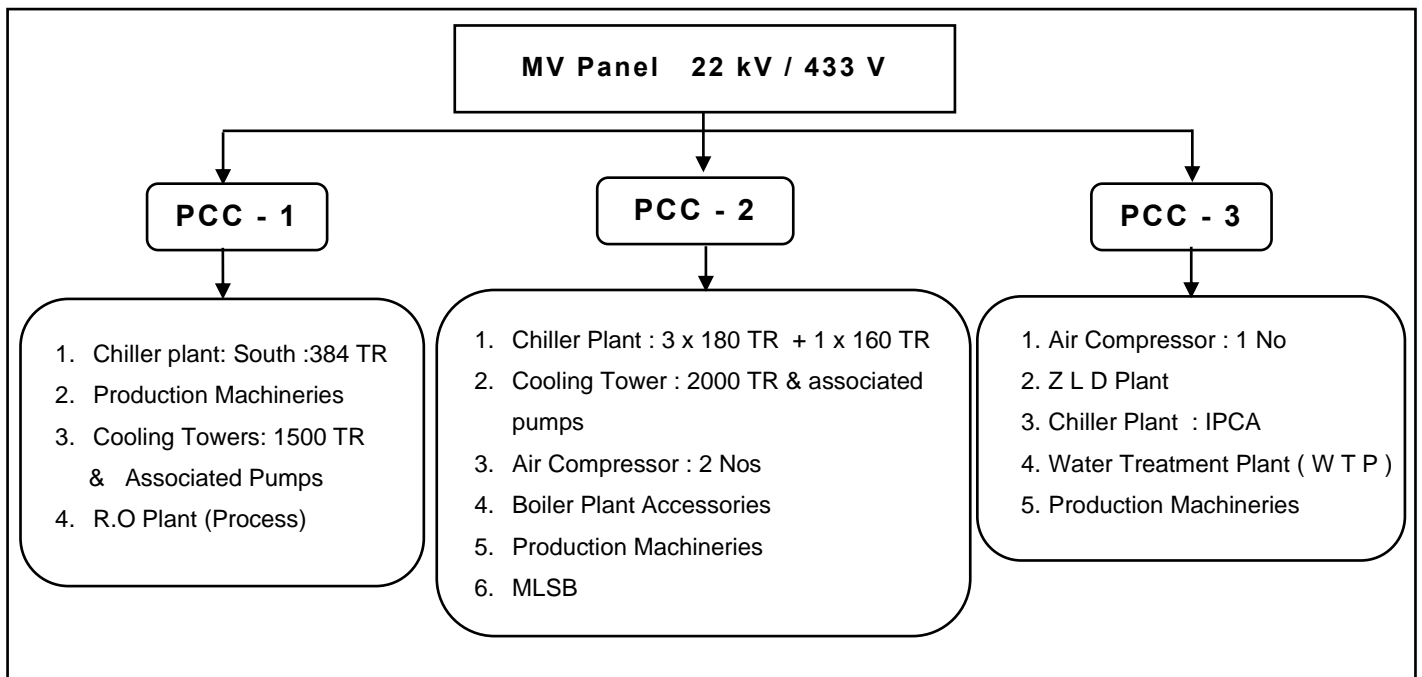 MV Panel 22 kV / 433 V
PCC - 1
PCC - 2
PCC - 3
1. Chiller plant: South :384 TR
2. Production Machineries
3. Cooling Towers: 1500 TR
& Associated Pumps
4. R.O Plant (Process)
1. Chiller Plant : 3 x 180 TR + 1 x 160 TR
2. Cooling Tower : 2000 TR & associated
pumps
3. Air Compressor : 2 Nos
4. Boiler Plant Accessories
5. Production Machineries
6. MLSB
1. Air Compressor : 1 No
2. Z L D Plant
3. Chiller Plant : IPCA
4. Water Treatment Plant ( W T P )
5. Production Machineries